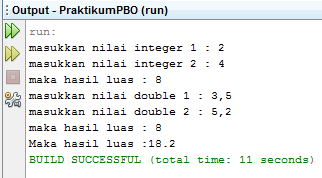 Output - PraktikumPBO (run)
run:
masukkan nilai integer 1 : 2
masukkan nilai integer 2 : 4
maka hasil luas : 8
masukkan nilai double 1 : 3,5
masukkan nilai double 2 : 5,2
maka hasil luas : 8
Maka hasil luas :18.2
BUILD SUCCESSFUL (total time: 11 seconds)